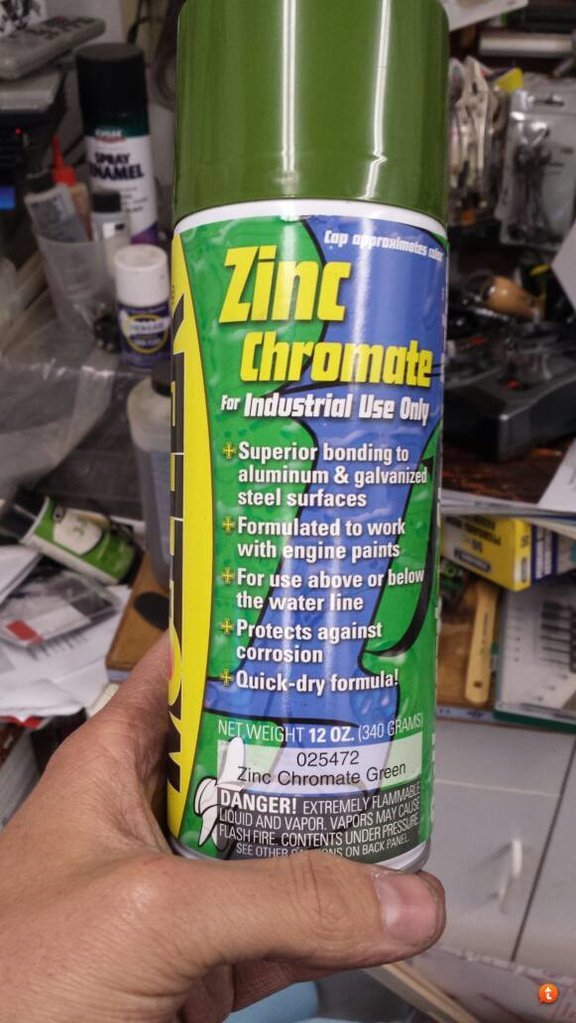 Cap approximates color
Zinc
Chromate
For Industrial Use Only
+Superior bonding to
aluminum & galvanized
steel surfaces
+Formulated to work
with engine paints
+For use above or below
the water line
+Protects against
corrosion
+Quick-dry formula!
NET WEIGHT 12 OZ. (340 GRAMS)
025472
Zinc Chromate Green
DANGER! EXTREMELY FLAMMABLE
LIQUID AND VAPOR. VAPORS MAY CAUSE
FLASH FIRE. CONTENTS UNDER PRESSURE.
SEE OTHER CAUTIONS ON BACK PANEL.
SPRAY
ENAMEL
t